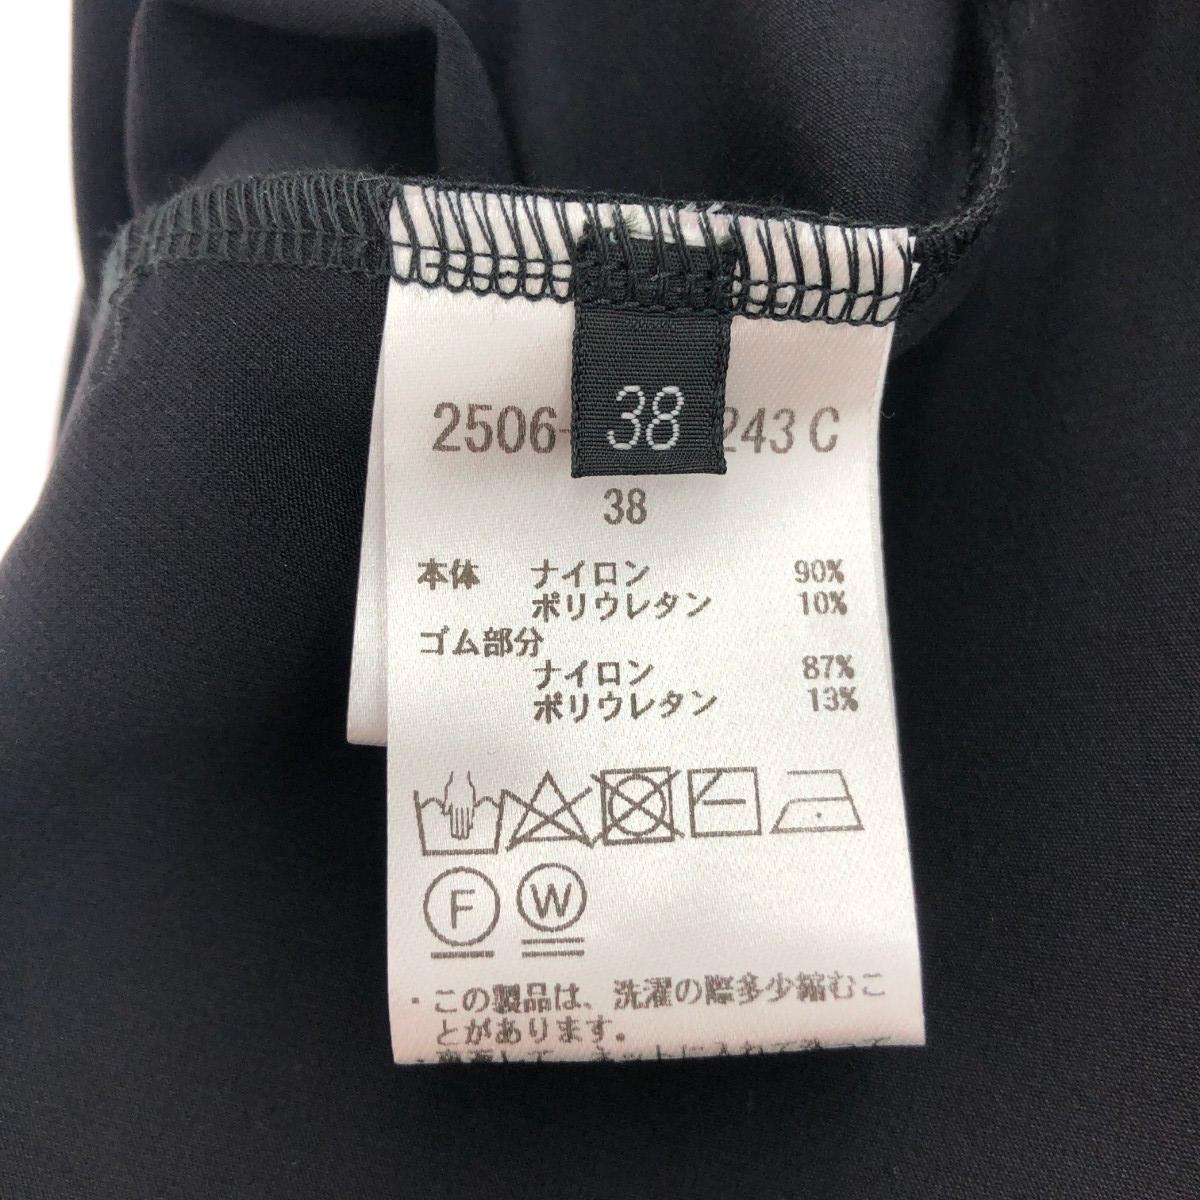 38
2506- 243 C
38
本体 ナイロン 90%
ポリウレタン 10%
ゴム部分
ナイロン 87%
ポリウレタン 13%
F W
・この製品は、洗濯の際多少縮むこ
とがあります。